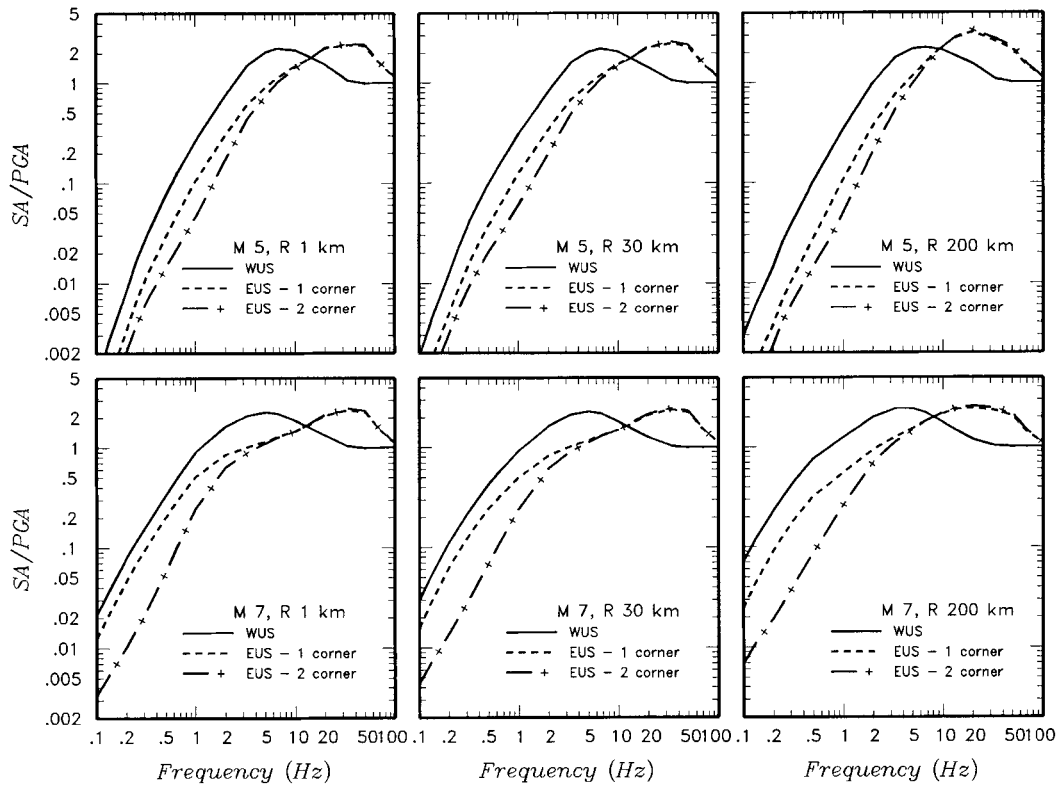 5
2
1
.5
.2
.1
.05
.02
.01
.005
.002
SA/PGA
M 5, R 1 km
WUS
EUS - 1 corner
EUS - 2 corner
M 5, R 30 km
WUS
EUS - 1 corner
EUS - 2 corner
M 5, R 200 km
WUS
EUS - 1 corner
EUS - 2 corner
5
2
1
.5
.2
.1
.05
.02
.01
.005
.002
SA/PGA
M 7, R 1 km
WUS
EUS - 1 corner
EUS - 2 corner
M 7, R 30 km
WUS
EUS - 1 corner
EUS - 2 corner
M 7, R 200 km
WUS
EUS - 1 corner
EUS - 2 corner
.1 .2 .5 1 2 5 10 20 50 100
.1 .2 .5 1 2 5 10 20 50 100
.1 .2 .5 1 2 5 10 20 50 100
Frequency (Hz)
Frequency (Hz)
Frequency (Hz)